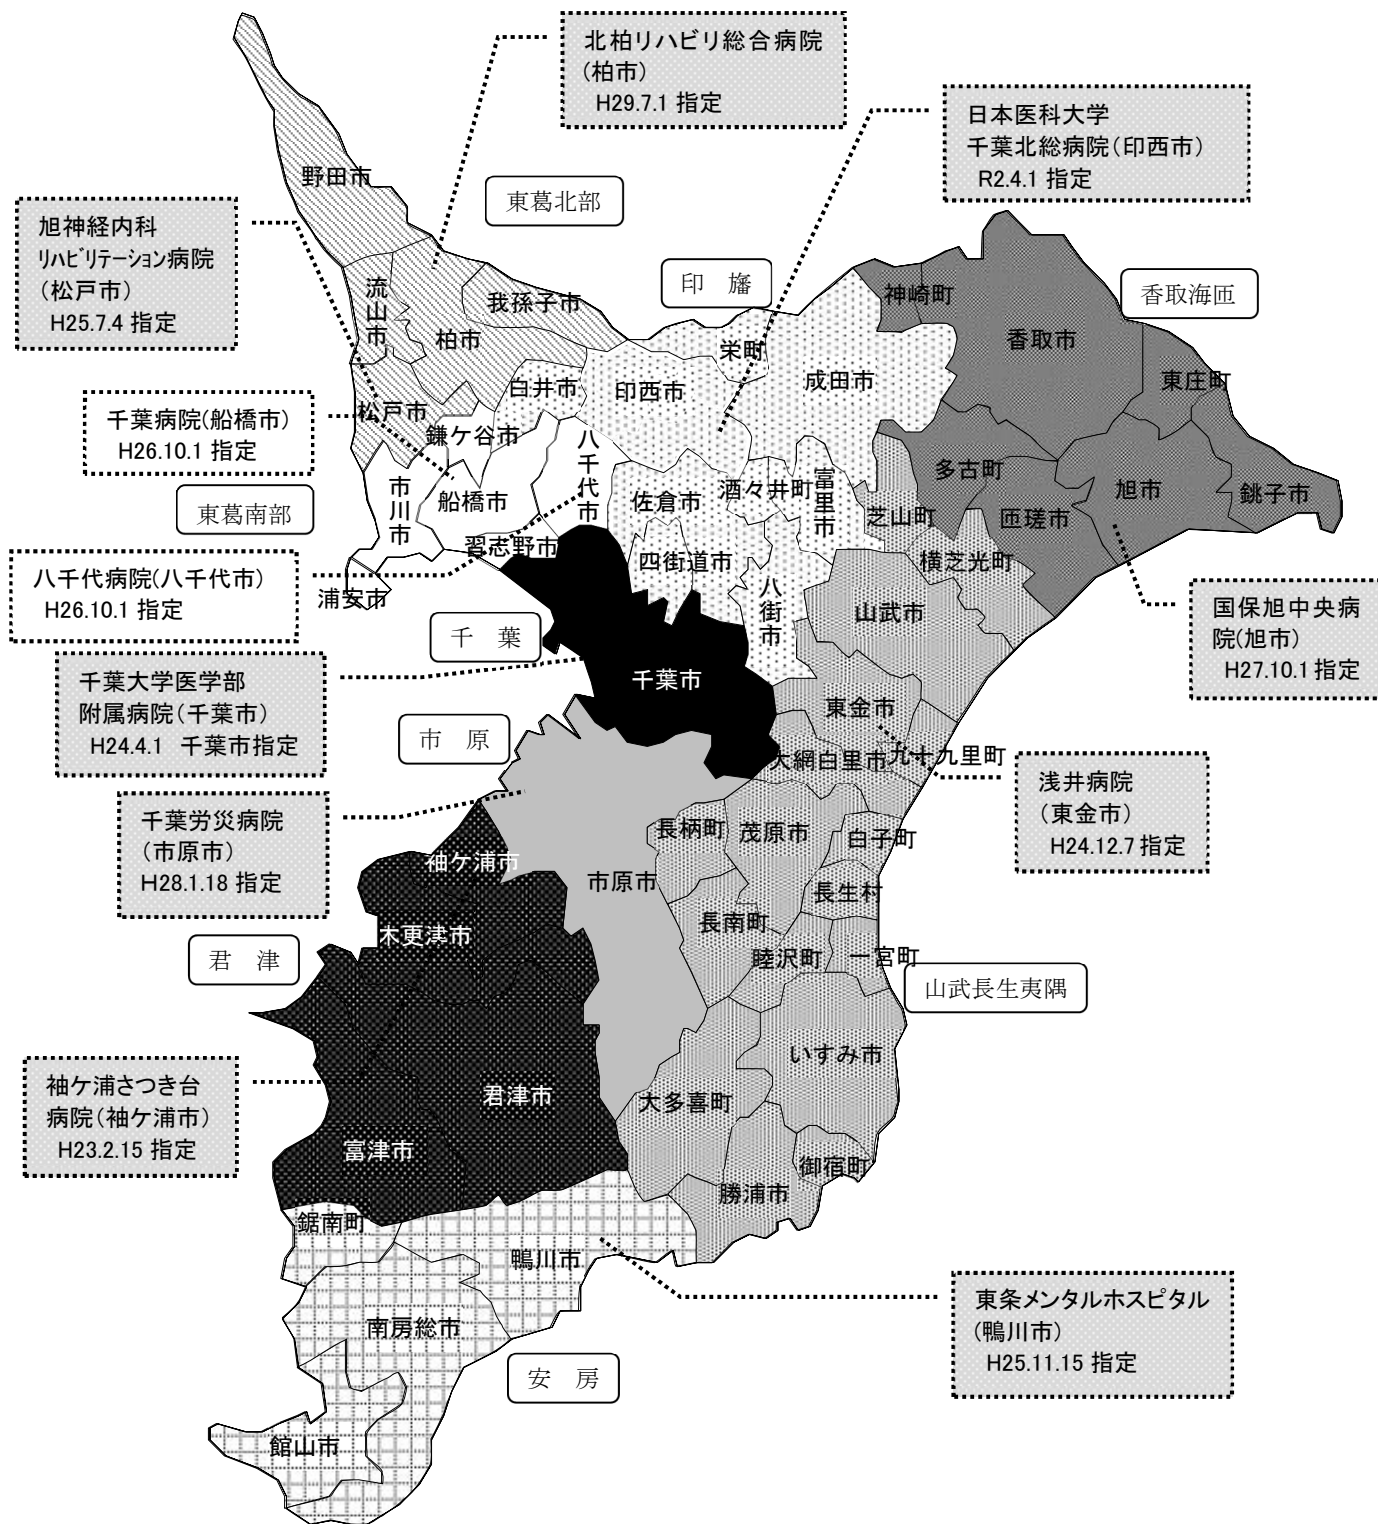 北柏リハビリ総合病院
(柏市)
H29.7.1 指定
日本医科大学
千葉北総病院(印西市)
R2.4.1 指定
野田市
東葛北部
旭神経内科
リハビリテーション病院
(松戸市)
H25.7.4 指定
印　旛
香取海匝
神崎町
流山市
我孫子市
柏市
栄町
香取市
成田市
東庄町
白井市
印西市
千葉病院(船橋市)
H26.10.1 指定
松戸市
鎌ケ谷市
八千代市
多古町
旭市
銚子市
東葛南部
市川市
船橋市
佐倉市
酒々井町
富里市
芝山町
匝瑳市
習志野市
四街道市
横芝光町
八千代病院(八千代市)
H26.10.1 指定
浦安市
八街市
山武市
国保旭中央病
院(旭市)
H27.10.1 指定
千　葉
千葉大学医学部
附属病院(千葉市)
H24.4.1 千葉市指定
千葉市
東金市
市　原
大網白里市
九十九里町
浅井病院
(東金市)
H24.12.7 指定
千葉労災病院
(市原市)
H28.1.18 指定
長柄町
茂原市
白子町
袖ケ浦市
市原市
長生村
君　津
木更津市
長南町
睦沢町
一宮町
山武長生夷隅
いすみ市
袖ケ浦さつき台
病院(袖ケ浦市)
H23.2.15 指定
君津市
大多喜町
富津市
御宿町
勝浦市
鋸南町
鴨川市
東条メンタルホスピタル
(鴨川市)
H25.11.15 指定
南房総市
安　房
館山市